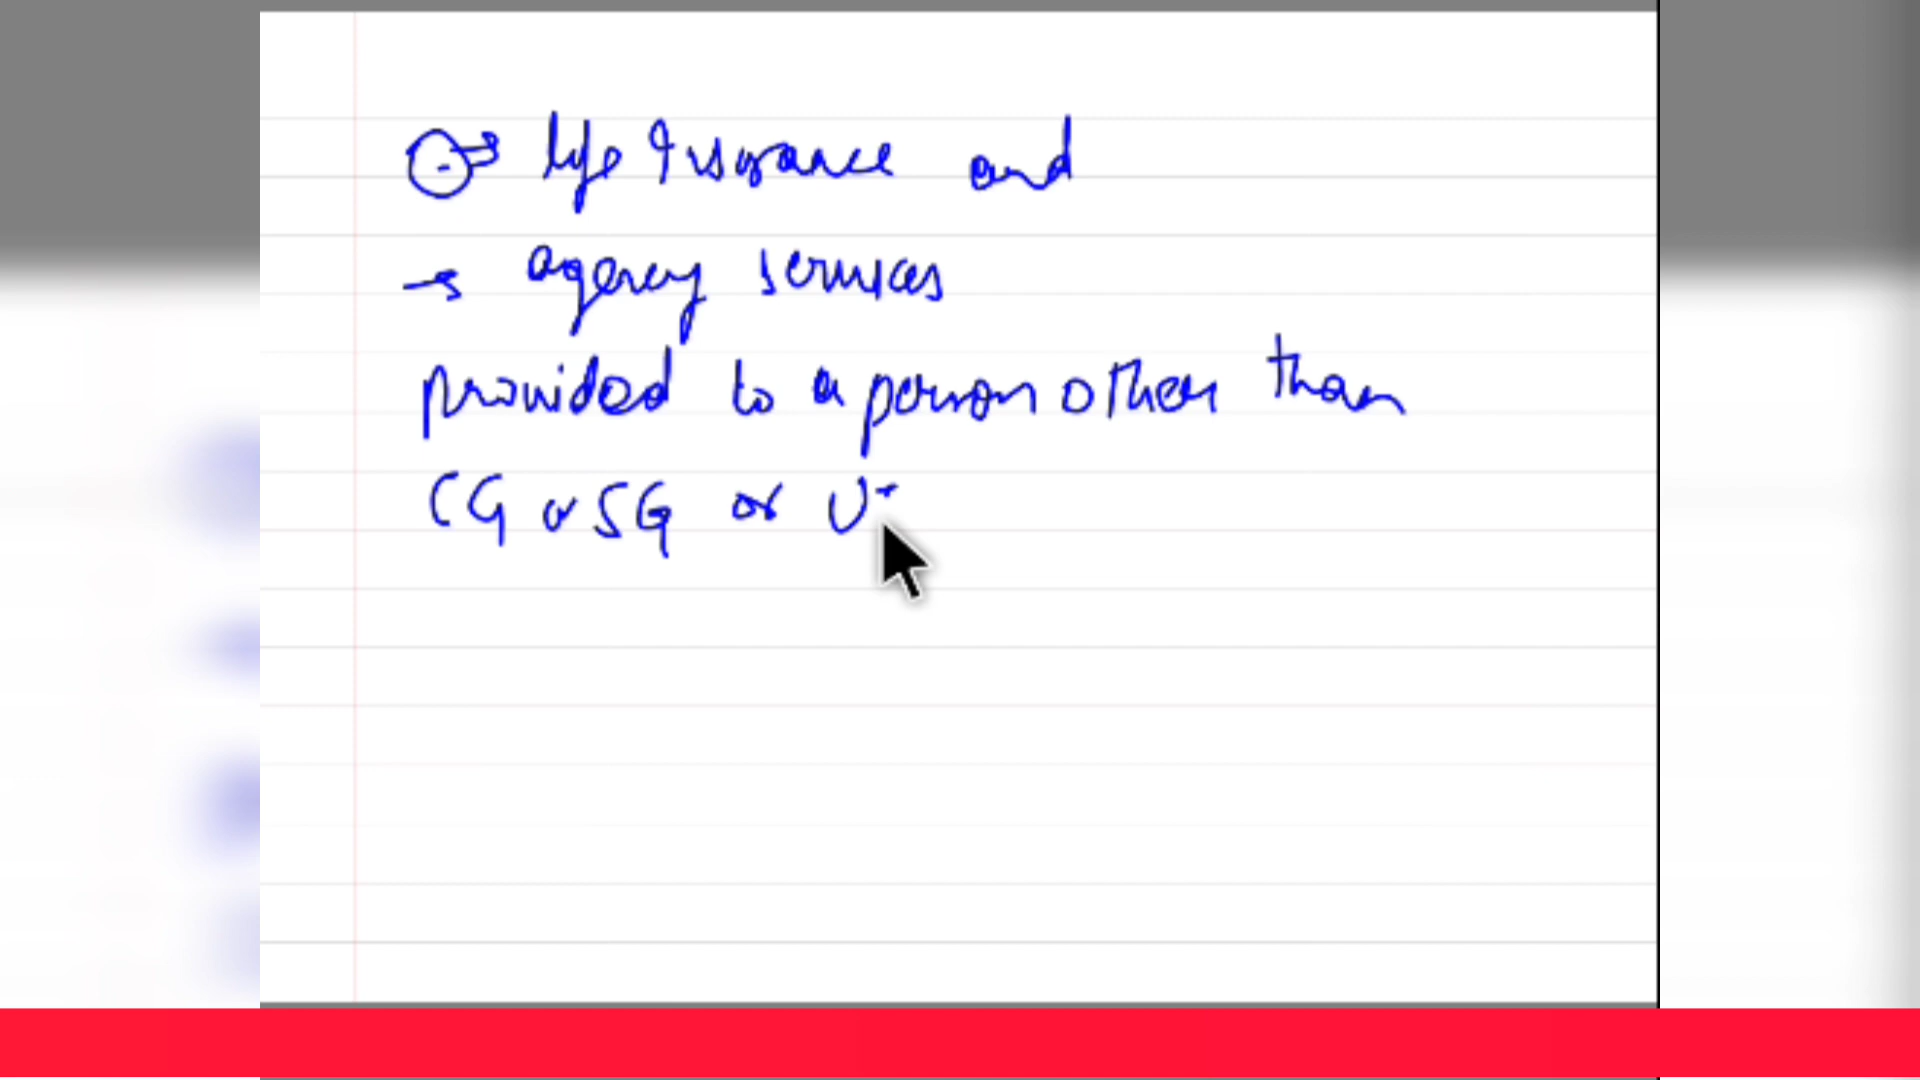 → life Insurance and
→ agency services
provided to a person other than
CG or SG or U